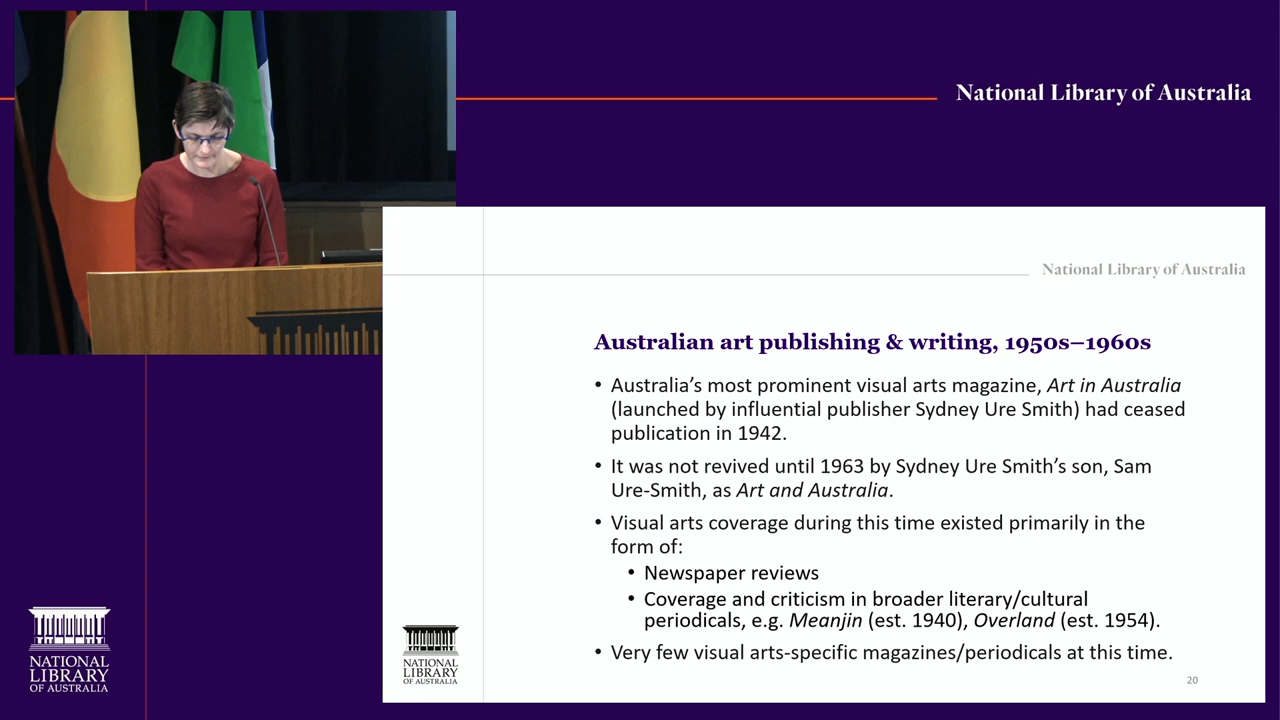 National Library of Australia
National Library of Australia
Australian art publishing & writing, 1950s–1960s
• Australia's most prominent visual arts magazine, Art in Australia
(launched by influential publisher Sydney Ure Smith) had ceased
publication in 1942.
• It was not revived until 1963 by Sydney Ure Smith's son, Sam
Ure-Smith, as Art and Australia.
• Visual arts coverage during this time existed primarily in the
form of:
• Newspaper reviews
• Coverage and criticism in broader literary/cultural
periodicals, e.g. Meanjin (est. 1940), Overland (est. 1954).
• Very few visual arts-specific magazines/periodicals at this time.
20
NATIONAL
LIBRARY
OF AUSTRALIA
NATIONAL
LIBRARY
OF AUSTRALIA